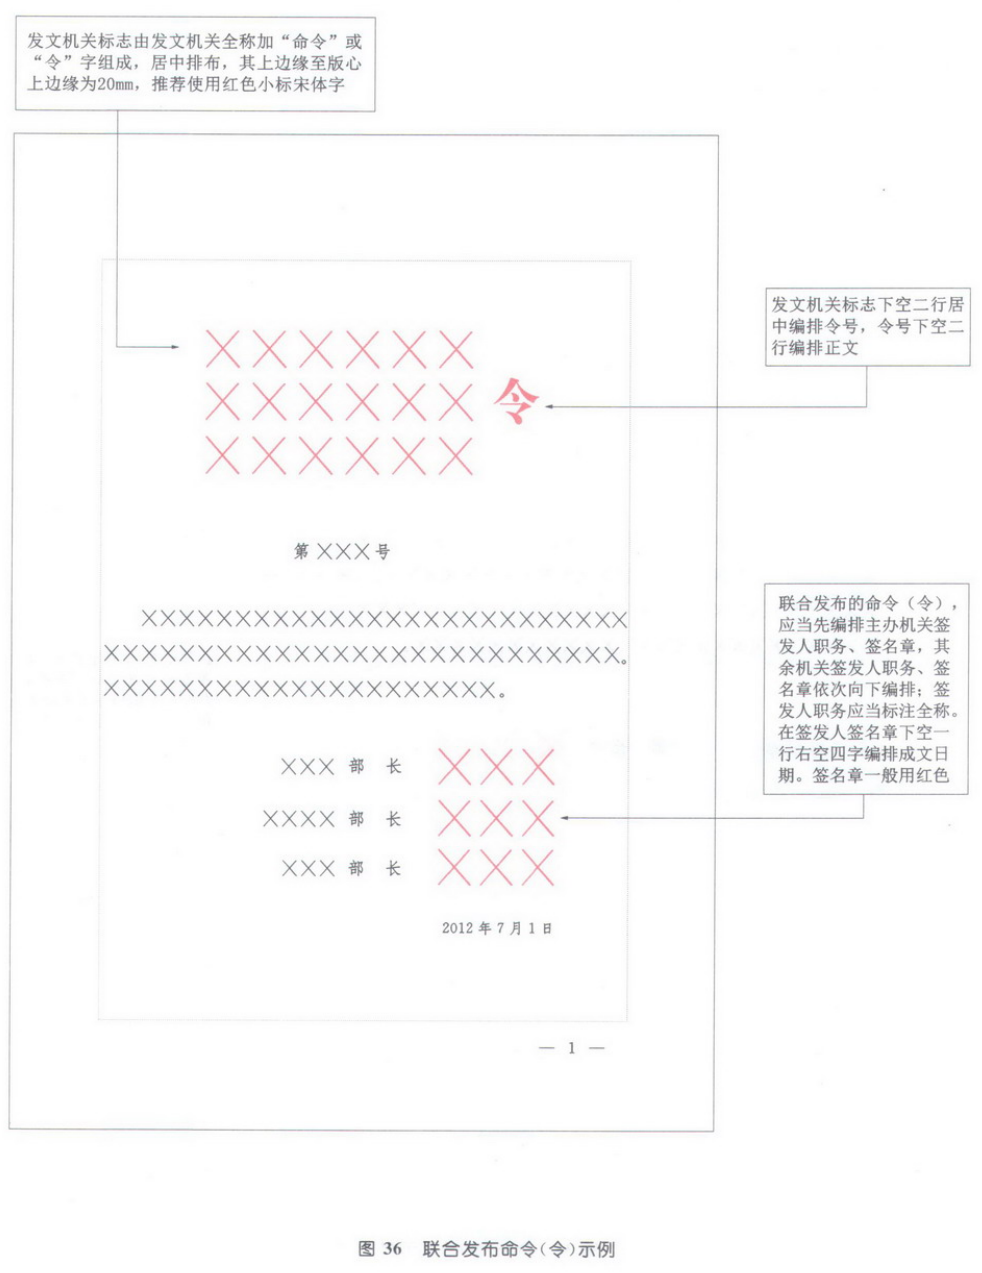 发文机关标志由发文机关全称加“命令”或
“令”字组成，居中排布，其上边缘至版心
上边缘为20mm，推荐使用红色小标宋体字
××××××
××××××
令
××××××
发文机关标志下空二行居
中编排令号，令号下空二
行编排正文
第×××号
××××××××××××××××××××××××××
××××××××××××××××××××××××××××。
×××××××××××××××××××××。
×××部 长 ×××
××××部 长 ×××
×××部 长 ×××
2012年7月1日
联合发布的命令（令），
应当先编排主办机关签
发人职务、签名章，其
余机关签发人职务、签
名章依次向下编排；签
发人职务应当标注全称。
在签发人签名章下空一
行右空四字编排成文日
期。签名章一般用红色
— 1 —
图 36 联合发布命令(令)示例